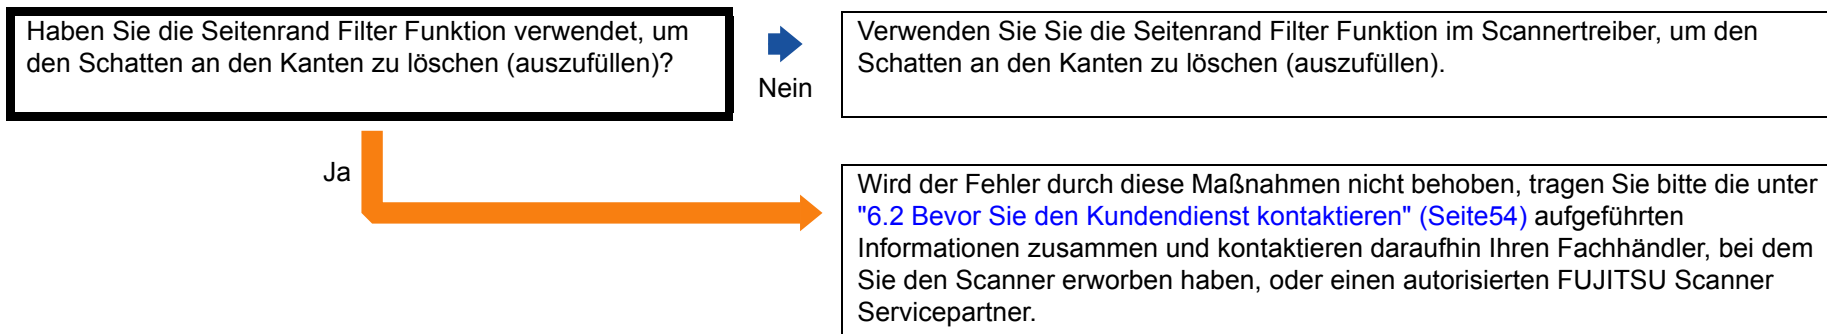 Haben Sie die Seitenrand Filter Funktion verwendet, um
den Schatten an den Kanten zu löschen (auszufüllen)?
Nein
Verwenden Sie Sie die Seitenrand Filter Funktion im Scannertreiber, um den
Schatten an den Kanten zu löschen (auszufüllen).
Ja
Wird der Fehler durch diese Maßnahmen nicht behoben, tragen Sie bitte die unter
"6.2 Bevor Sie den Kundendienst kontaktieren" (Seite54) aufgeführten
Informationen zusammen und kontaktieren daraufhin Ihren Fachhändler, bei dem
Sie den Scanner erworben haben, oder einen autorisierten FUJITSU Scanner
Servicepartner.